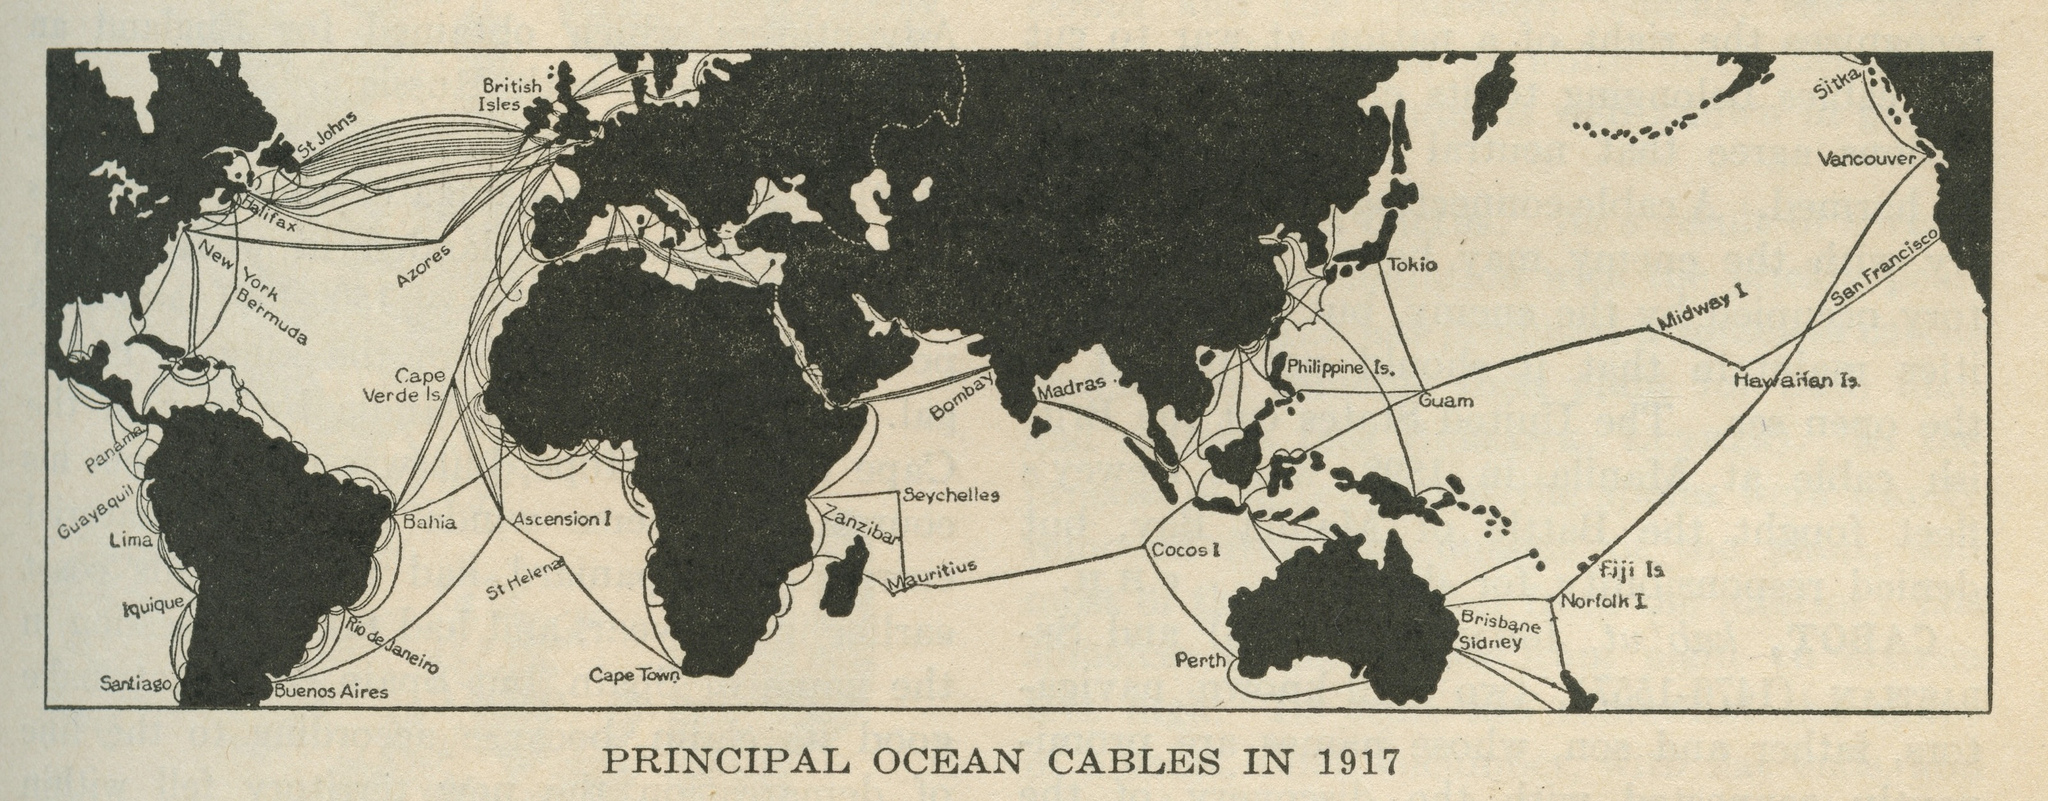 British
Isles
St Johns
Halifax
New York
Bermuda
Azores
Cape
Verde Is.
Panama
Guayaquil
Lima
Iquique
Santiago
Bahia
Rio de Janeiro
Buenos Aires
Ascension I
St Helena
Cape Town
Seychelles
Zanzibar
Mauritius
Bombay
Madras
Cocos I
Perth
Philippine Is.
Tokio
Guam
Midway I
Hawaiian Is.
San Francisco
Vancouver
Sitka
Fiji Is
Norfolk I
Brisbane
Sidney
PRINCIPAL OCEAN CABLES IN 1917